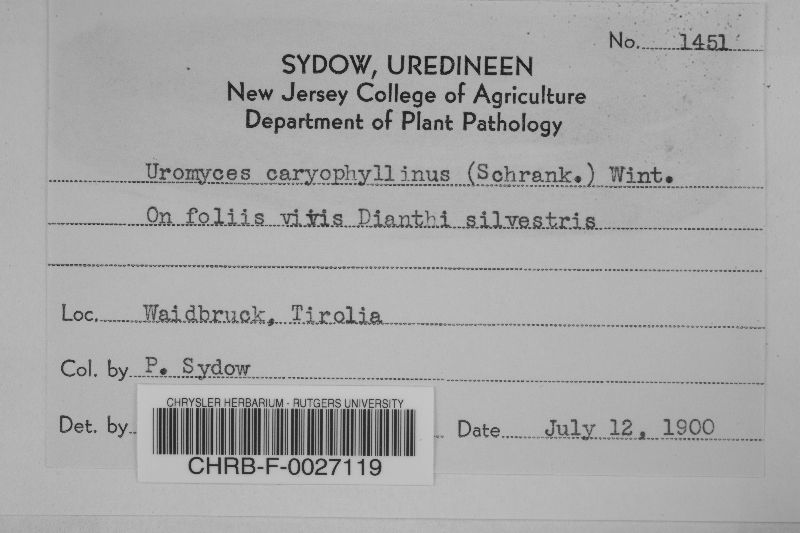 No. 1451
SYDOW, UREDINEEN
New Jersey College of Agriculture
Department of Plant Pathology
Uromyces caryophyllinus (Schrank.) Wint.
On foliis vivis Dianthi silvestris
Loc. Waidbruck, Tirolia
Col. by P. Sydow
Det. by
Date July 12, 1900
CHRYSLER HERBARIUM - RUTGERS UNIVERSITY
CHRB-F-0027119